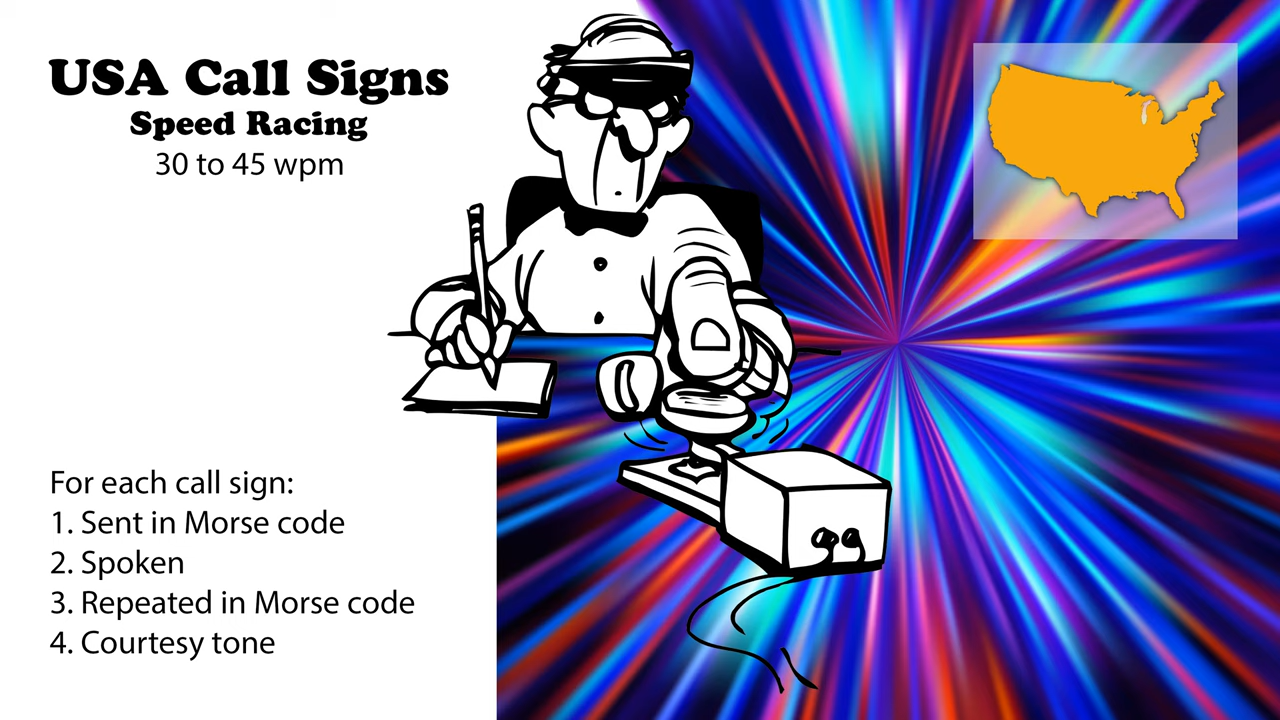 USA Call Signs
Speed Racing
30 to 45 wpm
For each call sign:
1. Sent in Morse code
2. Spoken
3. Repeated in Morse code
4. Courtesy tone